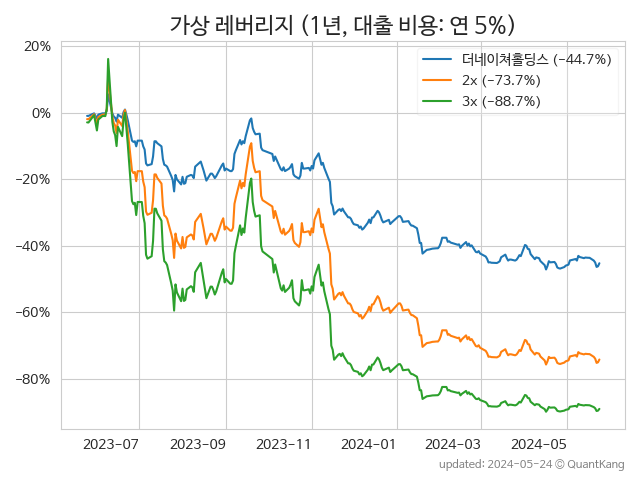 가상 레버리지 (1년, 대출 비용: 연 5%)
20%
0%
−20%
−40%
−60%
−80%
더네이쳐홀딩스 (−44.7%)
2x (−73.7%)
3x (−88.7%)
2023-07 2023-09 2023-11 2024-01 2024-03 2024-05
updated: 2024-05-24 © QuantKang